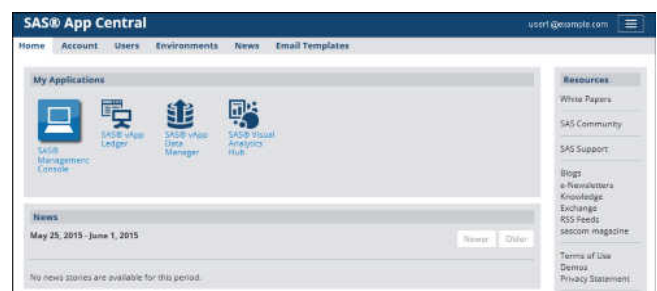 SAS® App Central
user1@example.com
Home Account Users Environments News Email Templates
My Applications
SAS®
Management
Console
SAS® vApp
Ledger
SAS® vApp
Data
Manager
SAS® Visual
Analytics
Hub
News
May 25, 2015 - June 1, 2015
Newer Older
No news stories are available for this period.
Resources
White Papers
SAS Community
SAS Support
Blogs
e-Newsletters
Knowledge
Exchange
RSS Feeds
sascom magazine
Terms of Use
Demos
Privacy Statement